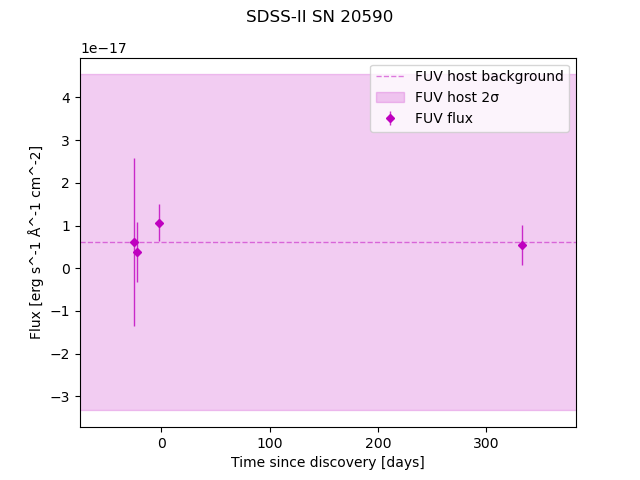 SDSS-II SN 20590
1e−17
FUV host background
FUV host 2σ
FUV flux
4
3
2
1
0
−1
−2
−3
Flux [erg s^-1 Å^-1 cm^-2]
0 100 200 300
Time since discovery [days]